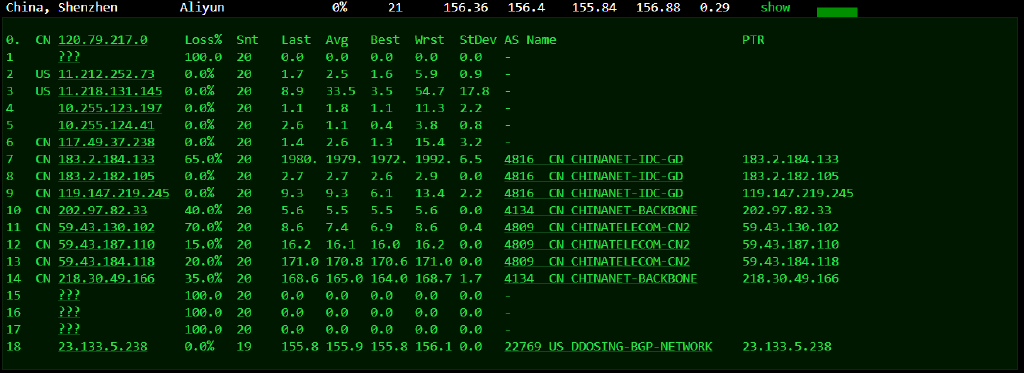 China, Shenzhen Aliyun 0% 21 156.36 156.4 155.84 156.88 0.29 show
0. CN 120.79.217.0 Loss% Snt Last Avg Best Wrst StDev AS Name PTR
1 ??? 100.0 20 0.0 0.0 0.0 0.0 0.0 -
2 US 11.212.252.73 0.0% 20 1.7 2.5 1.6 5.9 0.9 -
3 US 11.218.131.145 0.0% 20 8.9 33.5 3.5 54.7 17.8 -
4 10.255.123.197 0.0% 20 1.1 1.8 1.1 11.3 2.2 -
5 10.255.124.41 0.0% 20 2.6 1.1 0.4 3.8 0.8 -
6 CN 117.49.37.238 0.0% 20 1.4 2.6 1.3 15.4 3.2 -
7 CN 183.2.184.133 65.0% 20 1980. 1979. 1972. 1992. 6.5 4816 CN CHINANET-IDC-GD 183.2.184.133
8 CN 183.2.182.105 0.0% 20 2.7 2.7 2.6 2.9 0.0 4816 CN CHINANET-IDC-GD 183.2.182.105
9 CN 119.147.219.245 0.0% 20 9.3 9.3 6.1 13.4 2.2 4816 CN CHINANET-IDC-GD 119.147.219.245
10 CN 202.97.82.33 40.0% 20 5.6 5.5 5.5 5.6 0.0 4134 CN CHINANET-BACKBONE 202.97.82.33
11 CN 59.43.130.102 70.0% 20 8.6 7.4 6.9 8.6 0.4 4809 CN CHINATELECOM-CN2 59.43.130.102
12 CN 59.43.187.110 15.0% 20 16.2 16.1 16.0 16.2 0.0 4809 CN CHINATELECOM-CN2 59.43.187.110
13 CN 59.43.184.118 20.0% 20 171.0 170.8 170.6 171.0 0.0 4809 CN CHINATELECOM-CN2 59.43.184.118
14 CN 218.30.49.166 35.0% 20 168.6 165.0 164.0 168.7 1.7 4134 CN CHINANET-BACKBONE 218.30.49.166
15 ??? 100.0 20 0.0 0.0 0.0 0.0 0.0 -
16 ??? 100.0 20 0.0 0.0 0.0 0.0 0.0 -
17 ??? 100.0 20 0.0 0.0 0.0 0.0 0.0 -
18 23.133.5.238 0.0% 19 155.8 155.9 155.8 156.1 0.0 22769 US DDOSING-BGP-NETWORK 23.133.5.238